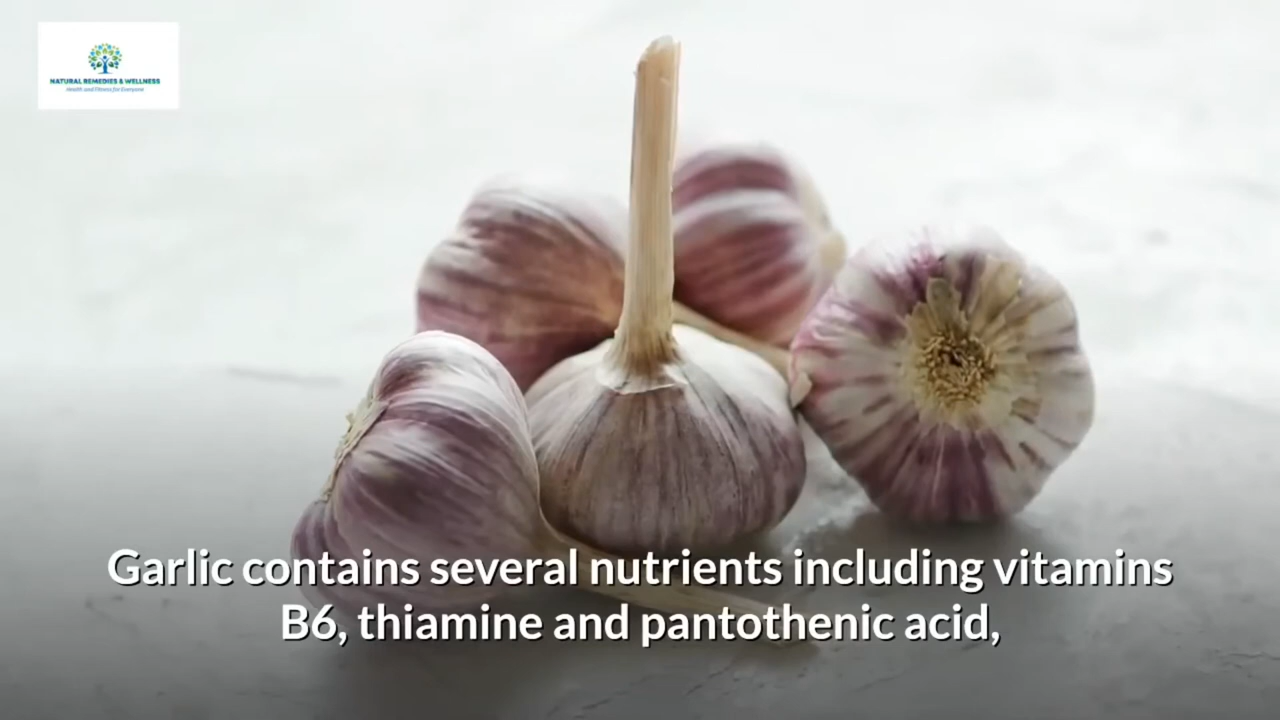 NATURAL REMEDIES & WELLNESS
Health and Fitness for Everyone
Garlic contains several nutrients including vitamins
B6, thiamine and pantothenic acid,